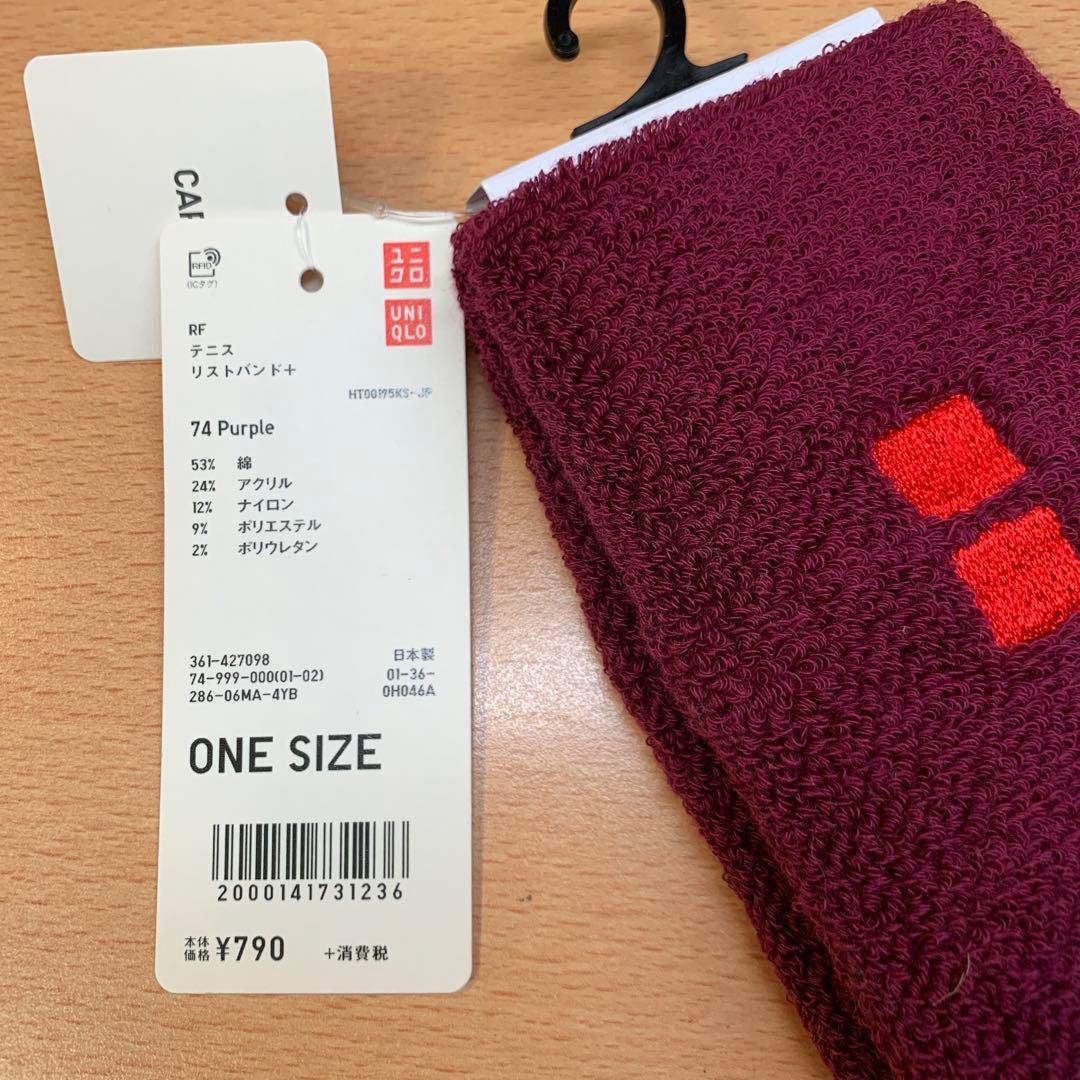 CAF
RFID
(ICタグ)
ユニ
クロ
UNI
QLO
RF
テニス
リストバンド+
HT00195KS-JP
74 Purple
53% 綿
24% アクリル
12% ナイロン
9% ポリエステル
2% ポリウレタン
361-427098
日本製
74-999-000(01-02)
01-36-
286-06MA-4YB
0H046A
ONE SIZE
2000141731236
本体
価格 ¥790 +消費税